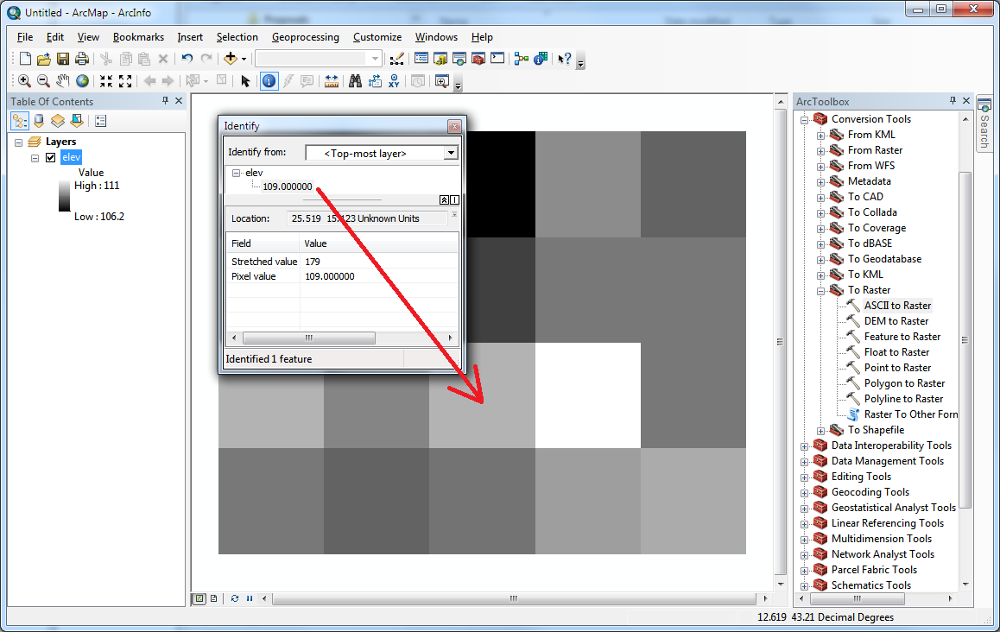 Untitled - ArcMap - ArcInfo
File Edit View Bookmarks Insert Selection Geoprocessing Customize Windows Help
Table Of Contents
Layers
elev
Value
High : 111
Low : 106.2
Identify
Identify from: <Top-most layer>
elev
109.000000
Location: 25.519 Unknown Units
Field Value
Stretched value 179
Pixel value 109.000000
Identified 1 feature
ArcToolbox
Conversion Tools
From KML
From Raster
From WFS
Metadata
To CAD
To Collada
To Coverage
To dBASE
To Geodatabase
To KML
To Raster
ASCII to Raster
DEM to Raster
Feature to Raster
Float to Raster
Point to Raster
Polygon to Raster
Polyline to Raster
Raster To Other Forn
To Shapefile
Data Interoperability Tools
Data Management Tools
Editing Tools
Geocoding Tools
Geostatistical Analyst Tools
Linear Referencing Tools
Multidimension Tools
Network Analyst Tools
Parcel Fabric Tools
Schematics Tools
Search
12.619 43.21 Decimal Degrees